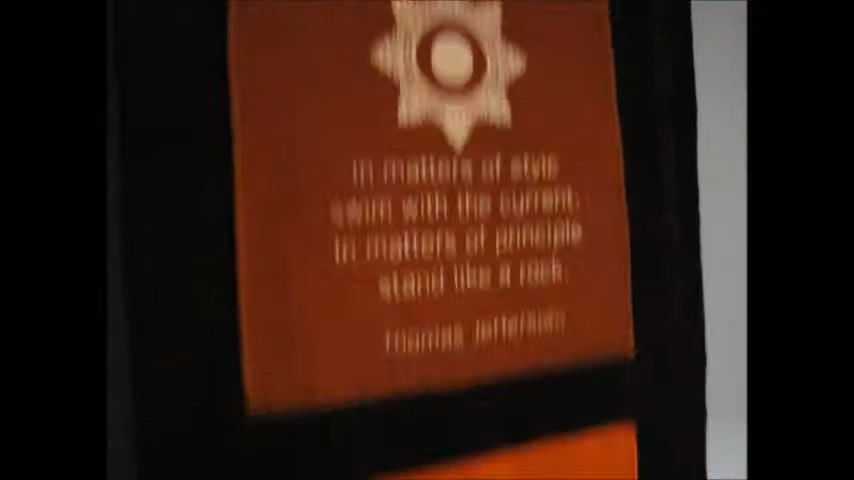 In matters of style
swim with the current.
In matters of principle
stand like a rock.
Thomas Jefferson